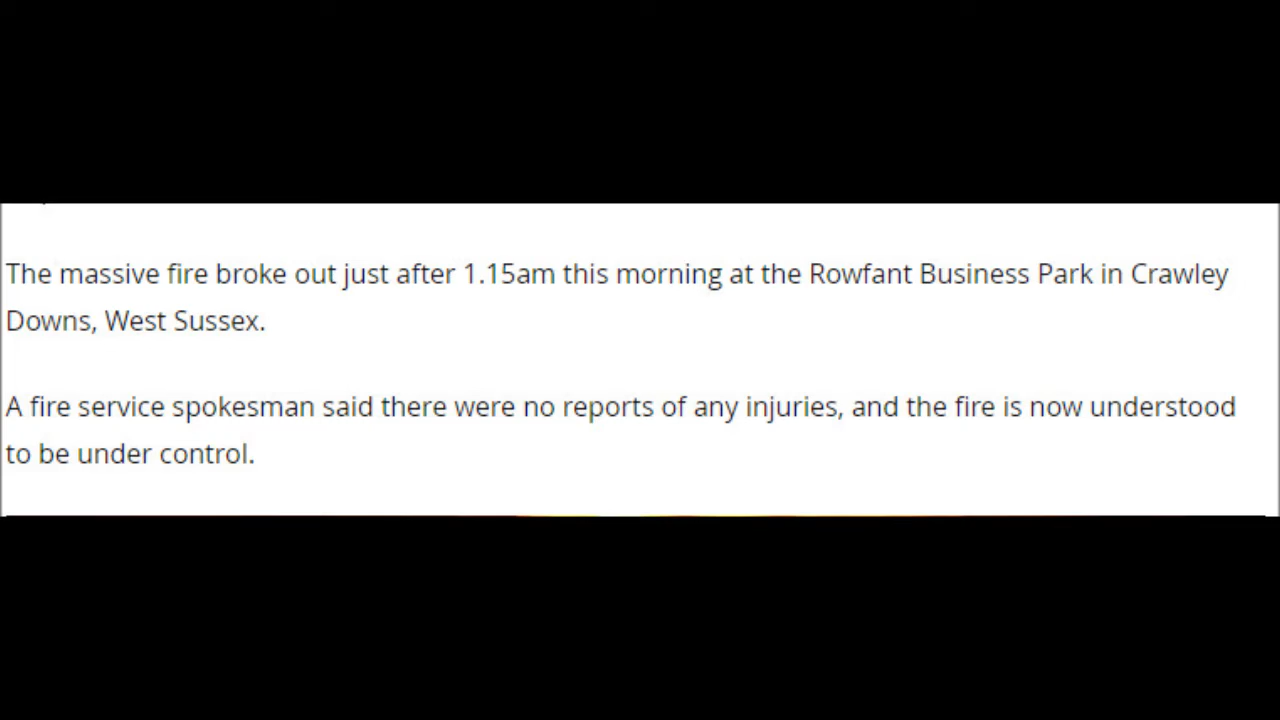 The massive fire broke out just after 1.15am this morning at the Rowfant Business Park in Crawley
Downs, West Sussex.
A fire service spokesman said there were no reports of any injuries, and the fire is now understood
to be under control.